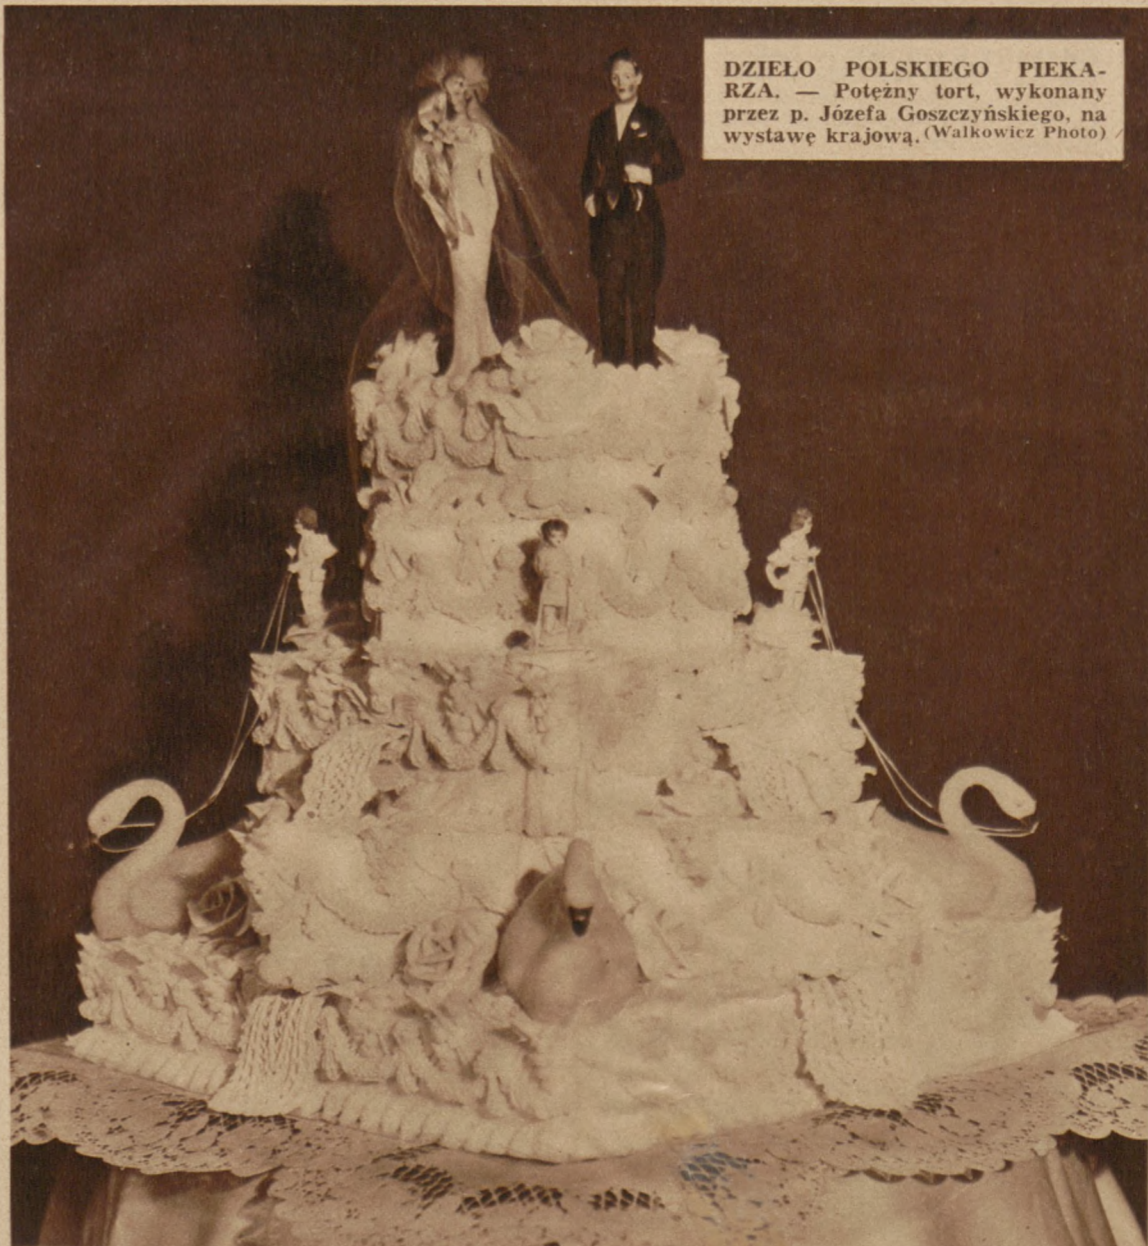 DZIEŁO POLSKIEGO PIEKA-
RZA. — Potężny tort, wykonany
przez p. Józefa Goszczyńskiego, na
wystawę krajową. (Walkowicz Photo)